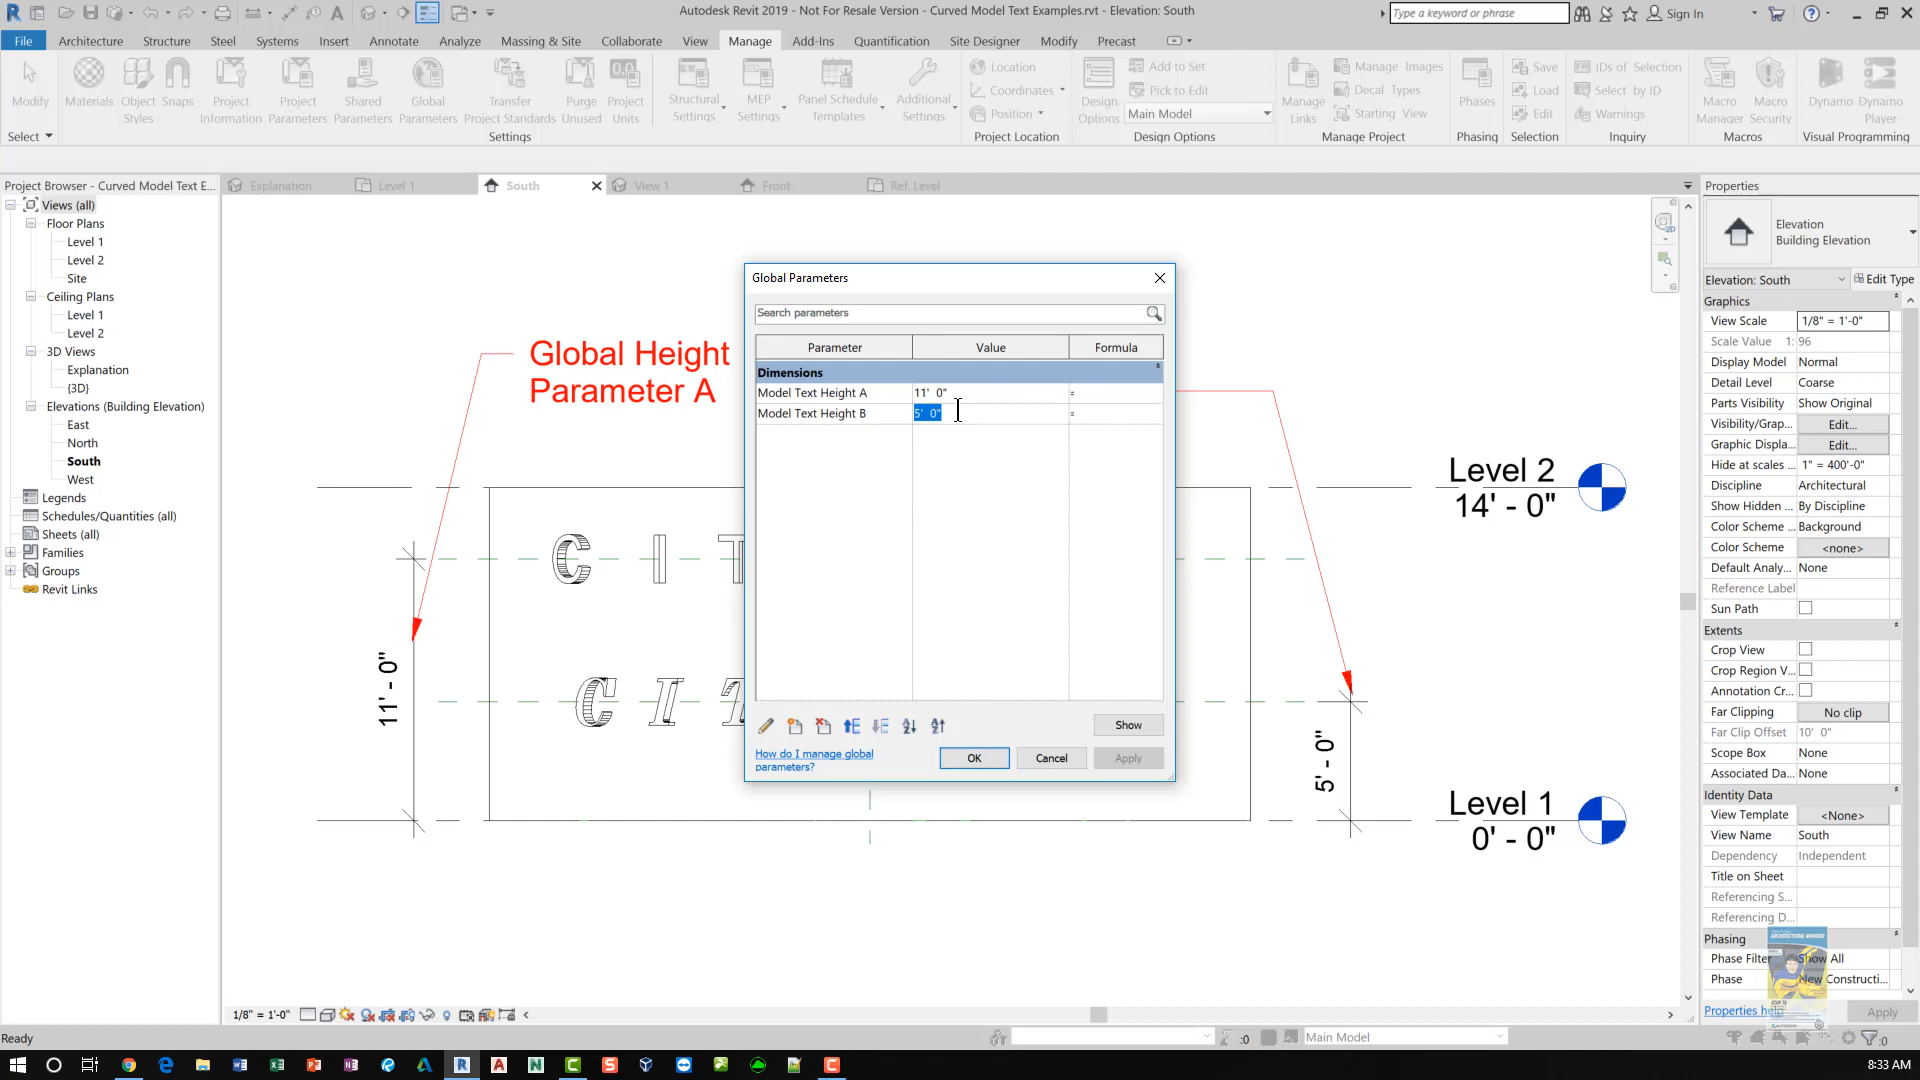 Autodesk Revit 2019 - Not For Resale Version - Curved Model Text Examples.rvt - Elevation: South
Type a keyword or phrase
Sign In
File
Architecture
Structure
Steel
Systems
Insert
Annotate
Analyze
Massing & Site
Collaborate
View
Manage
Add-Ins
Quantification
Site Designer
Modify
Precast
Modify
Materials
Object Styles
Snaps
Project Information
Project Parameters
Shared Parameters
Global Parameters
Transfer Project Standards
Purge Unused
Project Units
Structural Settings
MEP Settings
Panel Schedule Templates
Additional Settings
Location
Coordinates
Position
Design Options
Add to Set
Pick to Edit
Main Model
Manage Links
Manage Images
Decal Types
Starting View
Phases
Save
Load
Edit
IDs of Selection
Select by ID
Warnings
Macro Manager
Macro Security
Dynamo
Dynamo Player
Select
Settings
Project Location
Design Options
Manage Project
Phasing
Selection
Inquiry
Macros
Visual Programming
Project Browser - Curved Model Text E...
Explanation
Level 1
South
View 1
Front
Ref. Level
Properties
Views (all)
Floor Plans
Level 1
Level 2
Site
Ceiling Plans
Level 1
Level 2
3D Views
Explanation
{3D}
Elevations (Building Elevation)
East
North
South
West
Legends
Schedules/Quantities (all)
Sheets (all)
Families
Groups
Revit Links
Global Height
Parameter A
C I T
C I T
11' - 0"
5' - 0"
Level 2
14' - 0"
Level 1
0' - 0"
Global Parameters
Search parameters
Parameter Value Formula
Dimensions
Model Text Height A 11' 0" =
Model Text Height B 5' 0" =
Show
How do I manage global
parameters?
OK
Cancel
Apply
Elevation
Building Elevation
Elevation: South
Edit Type
Graphics
View Scale 1/8" = 1'-0"
Scale Value 1: 96
Display Model Normal
Detail Level Coarse
Parts Visibility Show Original
Visibility/Grap... Edit...
Graphic Displa... Edit...
Hide at scales ... 1" = 400'-0"
Discipline Architectural
Show Hidden ... By Discipline
Color Scheme ... Background
Color Scheme <none>
Default Analy... None
Reference Label
Sun Path
Extents
Crop View
Crop Region V...
Annotation Cr...
Far Clipping No clip
Far Clip Offset 10' 0"
Scope Box None
Associated Da... None
Identity Data
View Template <None>
View Name South
Dependency Independent
Title on Sheet
Referencing S...
Referencing D...
Phasing
Phase Filter Show All
Phase New Constructi...
Properties help
Apply
ARCHITECTURAL WONDER
1/8" = 1'-0"
Ready
:0
Main Model
:0
8:33 AM